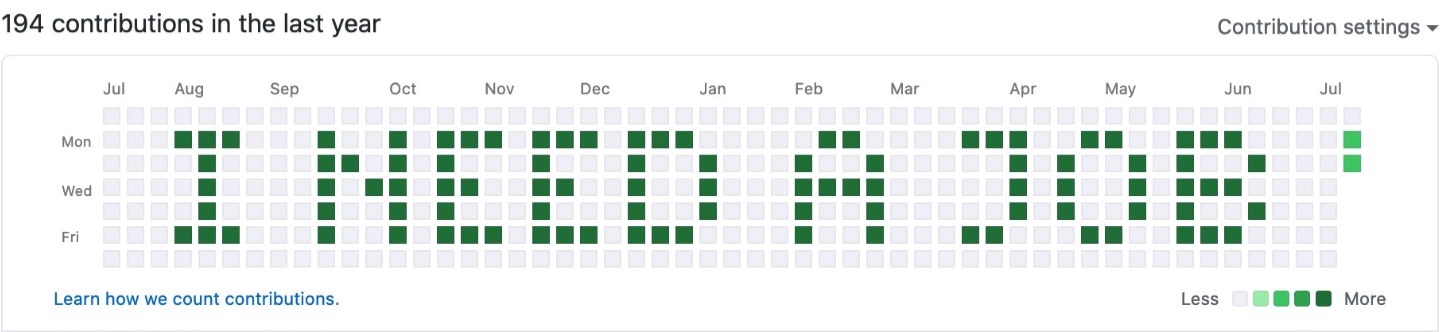 194 contributions in the last year
Contribution settings
Jul Aug Sep Oct Nov Dec Jan Feb Mar Apr May Jun Jul
Mon
Wed
Fri
I NEED A JOB
Learn how we count contributions.
Less More